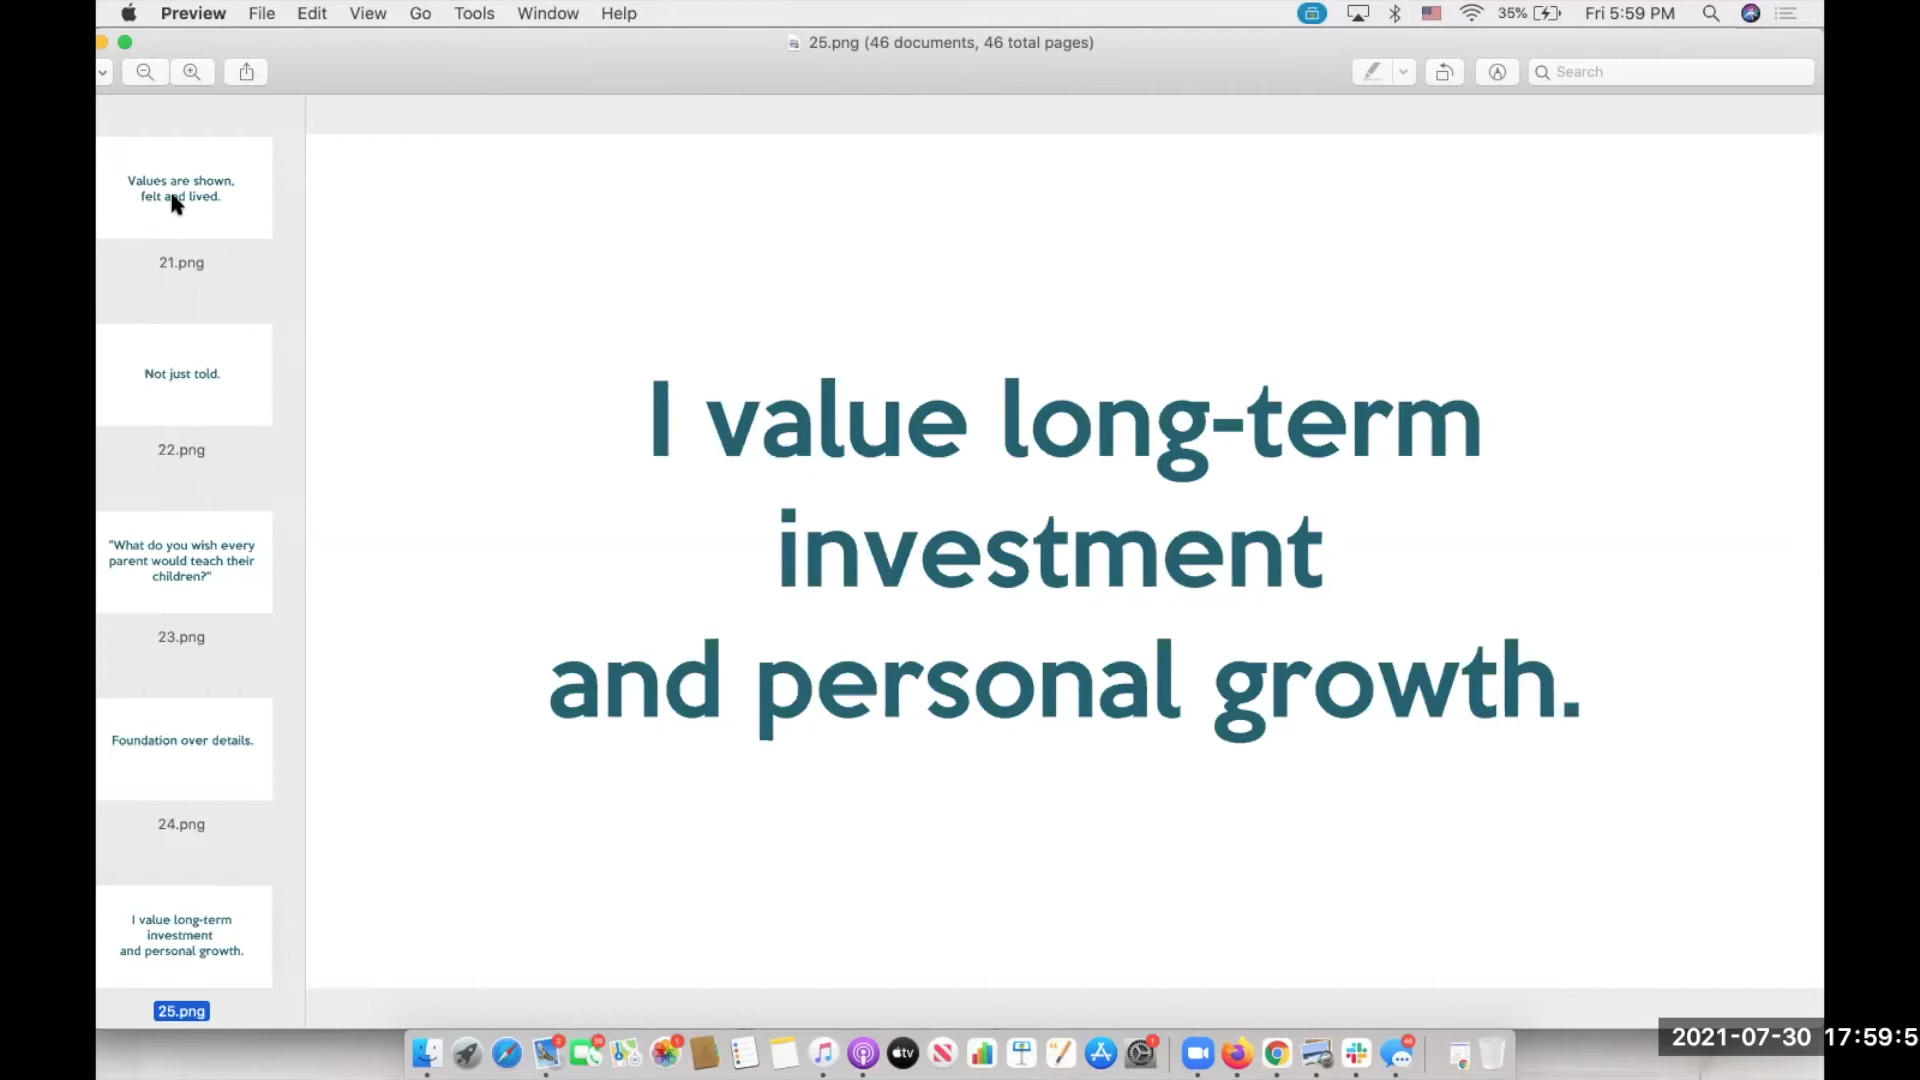 Preview File Edit View Go Tools Window Help
35% Fri 5:59 PM
25.png (46 documents, 46 total pages)
Search
Values are shown,
felt and lived.
21.png
Not just told.
22.png
"What do you wish every
parent would teach their
children?"
23.png
Foundation over details.
24.png
I value long-term
investment
and personal growth.
25.png
I value long-term
investment
and personal growth.
tv
2021-07-30 17:59:5